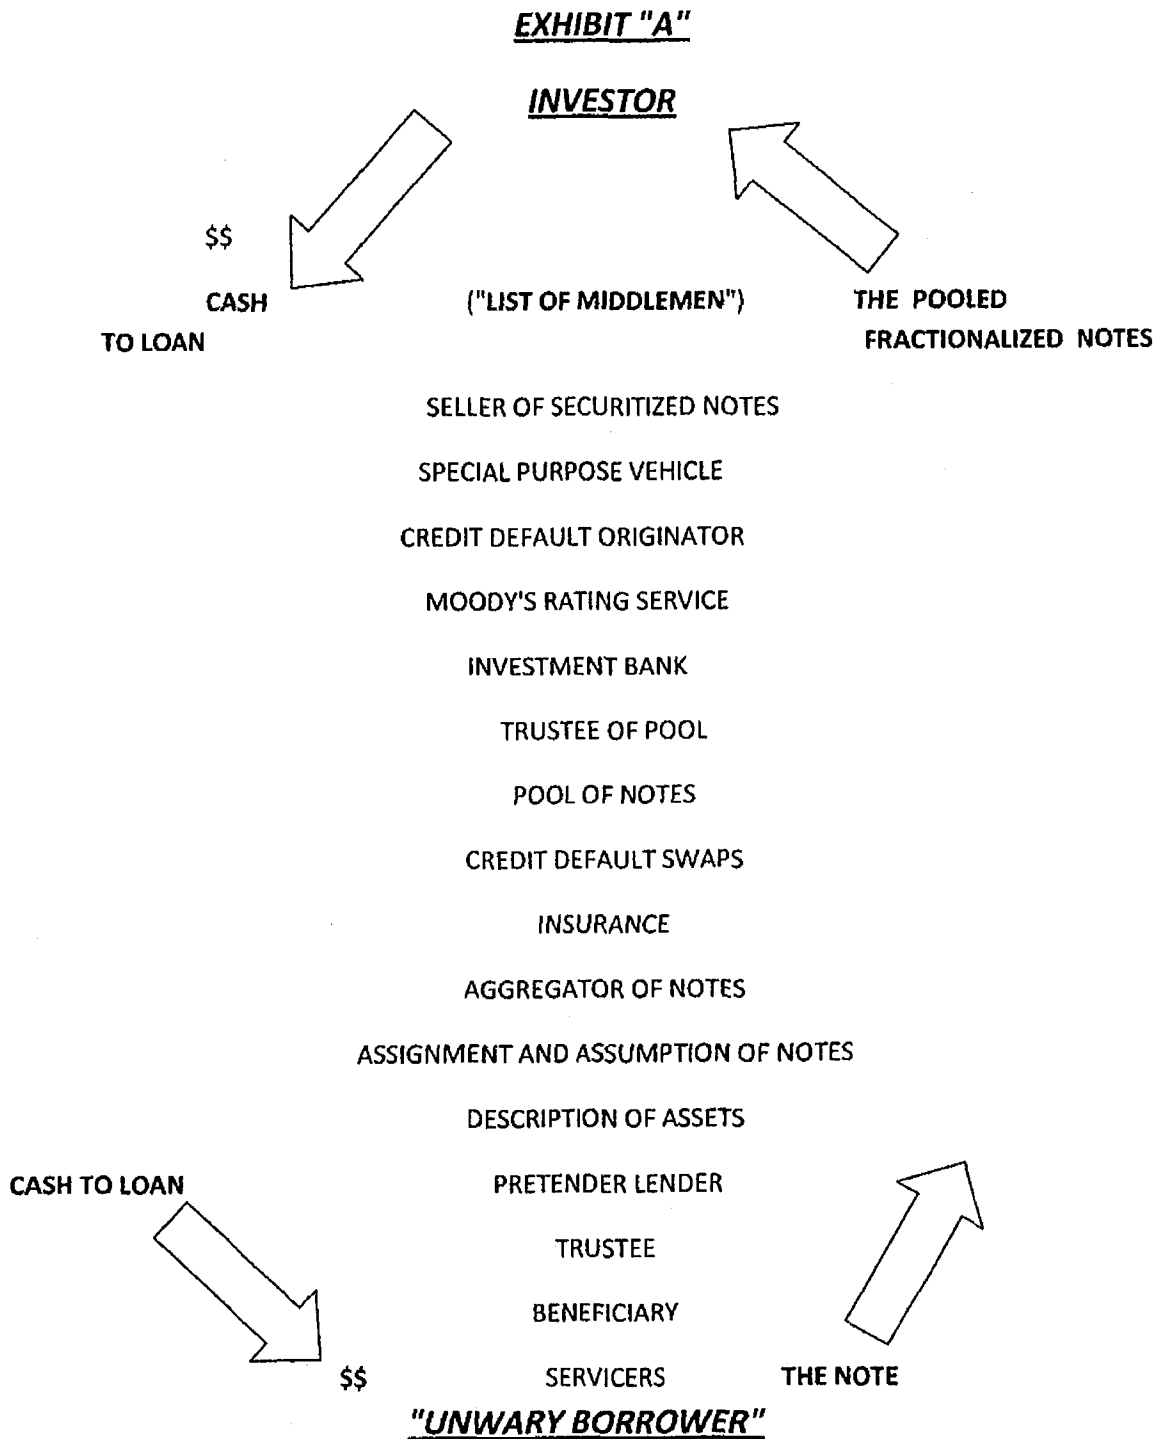 EXHIBIT "A"
INVESTOR
$$
CASH
TO LOAN
("LIST OF MIDDLEMEN")
THE POOLED
FRACTIONALIZED NOTES
SELLER OF SECURITIZED NOTES
SPECIAL PURPOSE VEHICLE
CREDIT DEFAULT ORIGINATOR
MOODY'S RATING SERVICE
INVESTMENT BANK
TRUSTEE OF POOL
POOL OF NOTES
CREDIT DEFAULT SWAPS
INSURANCE
AGGREGATOR OF NOTES
ASSIGNMENT AND ASSUMPTION OF NOTES
DESCRIPTION OF ASSETS
CASH TO LOAN
PRETENDER LENDER
TRUSTEE
BENEFICIARY
$$
SERVICERS
THE NOTE
"UNWARY BORROWER"